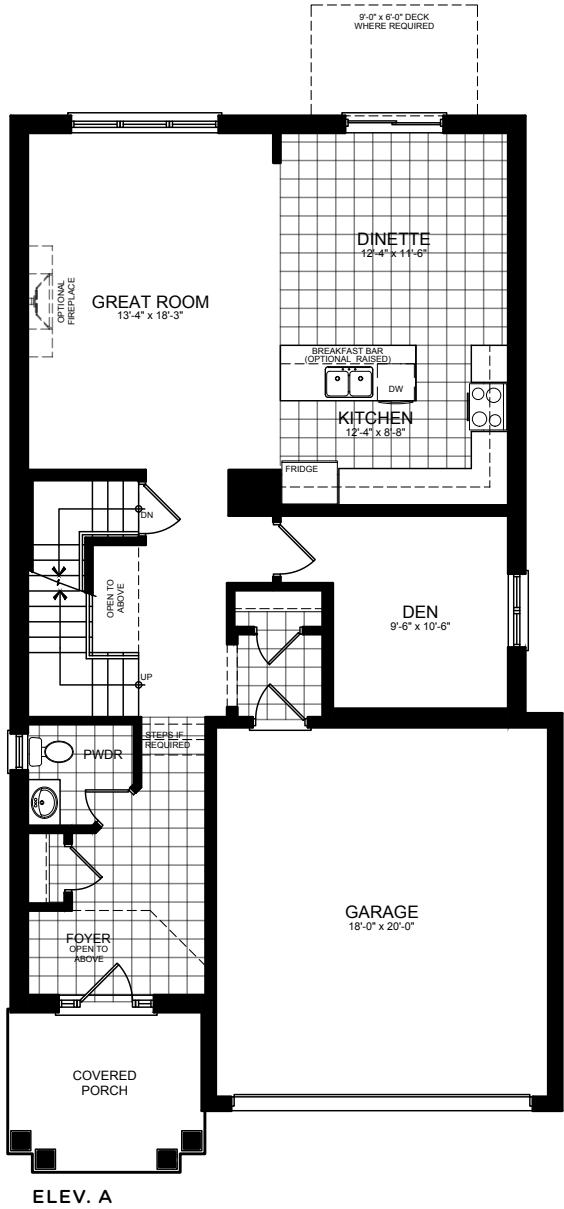 9'-0" x 6'-0" DECK
WHERE REQUIRED
DINETTE
12'-4" x 11'-6"
OPTIONAL
FIREPLACE
GREAT ROOM
13'-4" x 18'-3"
BREAKFAST BAR
(OPTIONAL RAISED)
DW
KITCHEN
12'-4" x 8'-8"
FRIDGE
DN
OPEN TO
ABOVE
DEN
9'-6" x 10'-6"
UP
STEPS IF
REQUIRED
PWDR
GARAGE
18'-0" x 20'-0"
FOYER
OPEN TO
ABOVE
COVERED
PORCH
ELEV. A